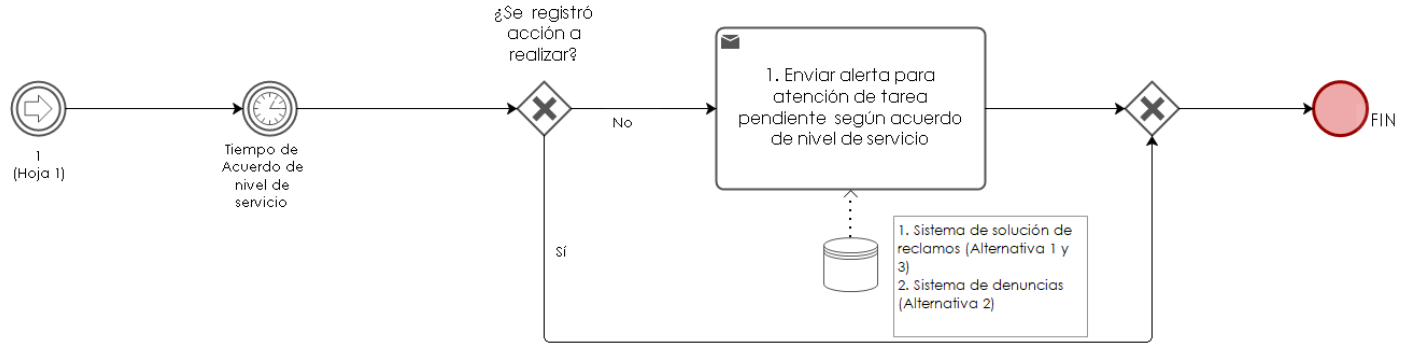 ¿Se registró
acción a
realizar?
1
(Hoja 1)
Tiempo de
Acuerdo de
nivel de
servicio
No
Sí
1. Enviar alerta para
atención de tarea
pendiente según acuerdo
de nivel de servicio
1. Sistema de solución de
reclamos (Alternativa 1 y
3)
2. Sistema de denuncias
(Alternativa 2)
FIN